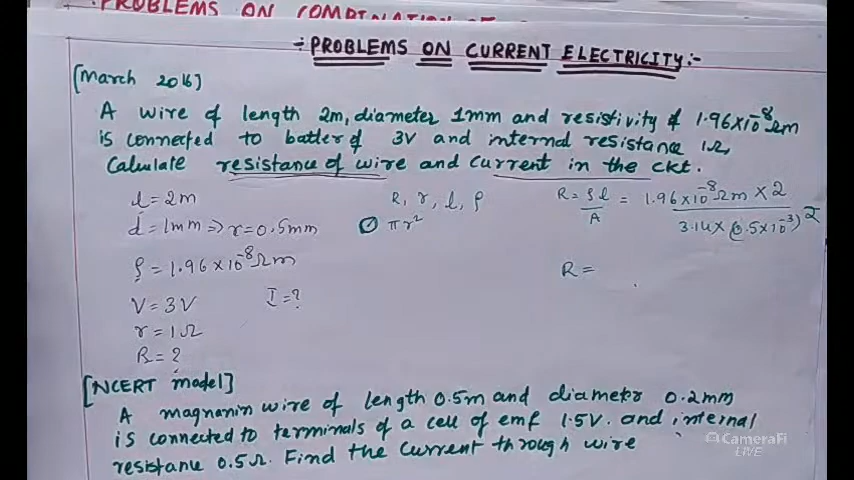 PROBLEMS ON COMBINATION OF
÷ PROBLEMS ON CURRENT ELECTRICITY:-
[March 2016]
A wire of length 2m, diameter 1mm and resistivity of 1.96×10⁻⁸Ωm
is connected to batter of 3V and internal resistance 1Ω,
Calculate resistance of wire and current in the ckt.
l = 2m
d = 1mm => r = 0.5mm
ρ = 1.96×10⁻⁸Ωm
V = 3V I = ?
r = 1Ω
R = ?
R, r, l, ρ
πr²
R = ρl/A = 1.96×10⁻⁸Ωm × 2 / 3.14×(0.5×10⁻³)²
R =
[NCERT model]
A magnanin wire of length 0.5m and diameter 0.2mm
is connected to terminals of a cell of emf 1.5V. and internal
resistane 0.5Ω. Find the current through wire
CameraFi
LIVE